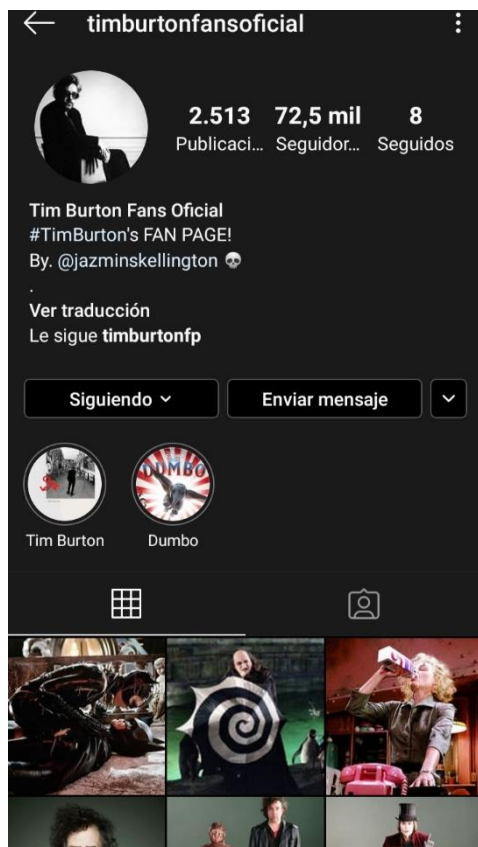 timburtonfansoficial
2.513 72,5 mil 8
Publicaci... Seguidor... Seguidos
Tim Burton Fans Oficial
#TimBurton's FAN PAGE!
By. @jazminskellington 💀
.
Ver traducción
Le sigue timburtonfp
Siguiendo
Enviar mensaje
DUMBO
Tim Burton Dumbo